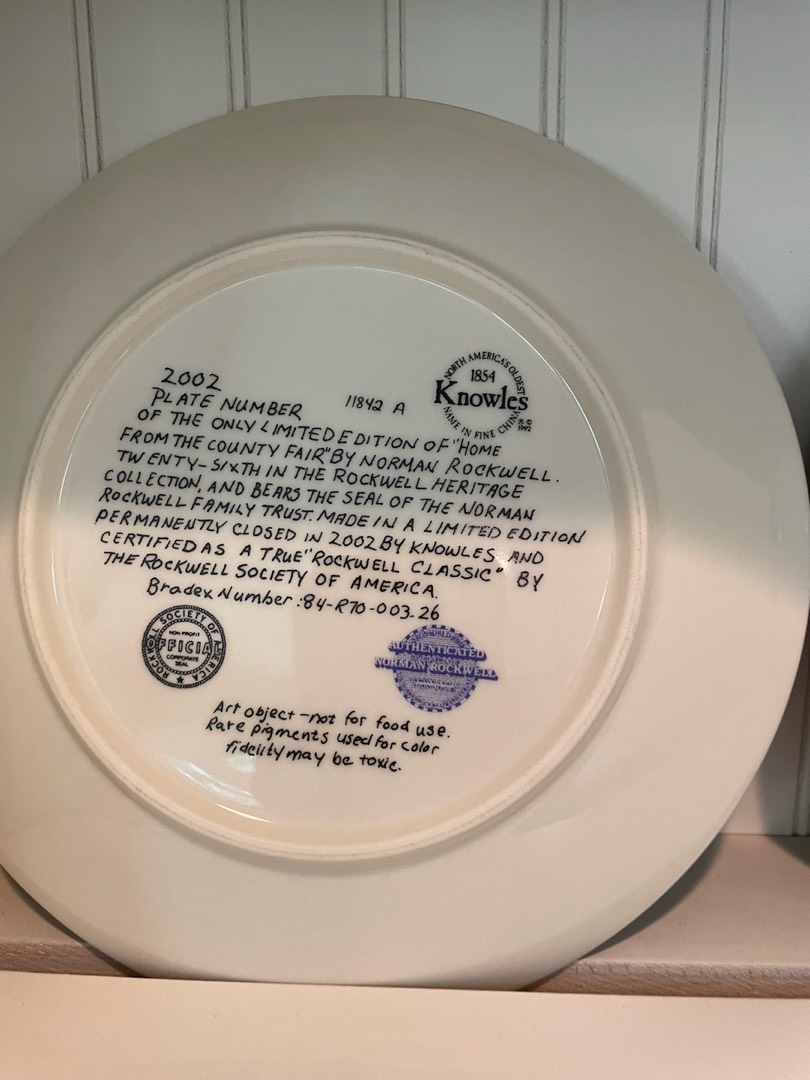 2002
PLATE NUMBER 11842 A
OF THE ONLY LIMITED EDITION OF "HOME
FROM THE COUNTY FAIR" BY NORMAN ROCKWELL.
TWENTY-SIXTH IN THE ROCKWELL HERITAGE
COLLECTION, AND BEARS THE SEAL OF THE NORMAN
ROCKWELL FAMILY TRUST. MADE IN A LIMITED EDITION
PERMANENTLY CLOSED IN 2002 BY KNOWLES, AND
CERTIFIED AS A TRUE "ROCKWELL CLASSIC" BY
THE ROCKWELL SOCIETY OF AMERICA.
Bradex Number: 84-R70-003.26
NORTH AMERICA'S OLDEST
1854
Knowles
NAME IN FINE CHINA
® ©
1992
ROCKWELL SOCIETY OF AMERICA
NON PROFIT
OFFICIAL
CORPORATE
SEAL
AUTHENTICATED
NORMAN ROCKWELL
Art object - not for food use.
Rare pigments used for color
fidelity may be toxic.